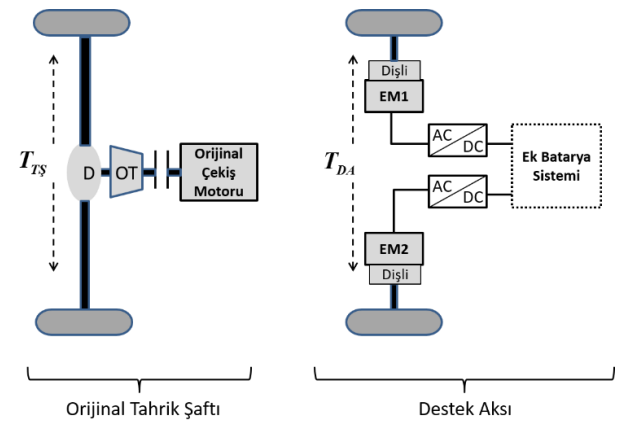 T_TŞ
D
OT
Orijinal
Çekiş
Motoru
Orijinal Tahrik Şaftı
T_DA
Dişli
EM1
AC
DC
Ek Batarya
Sistemi
AC
DC
EM2
Dişli
Destek Aksı